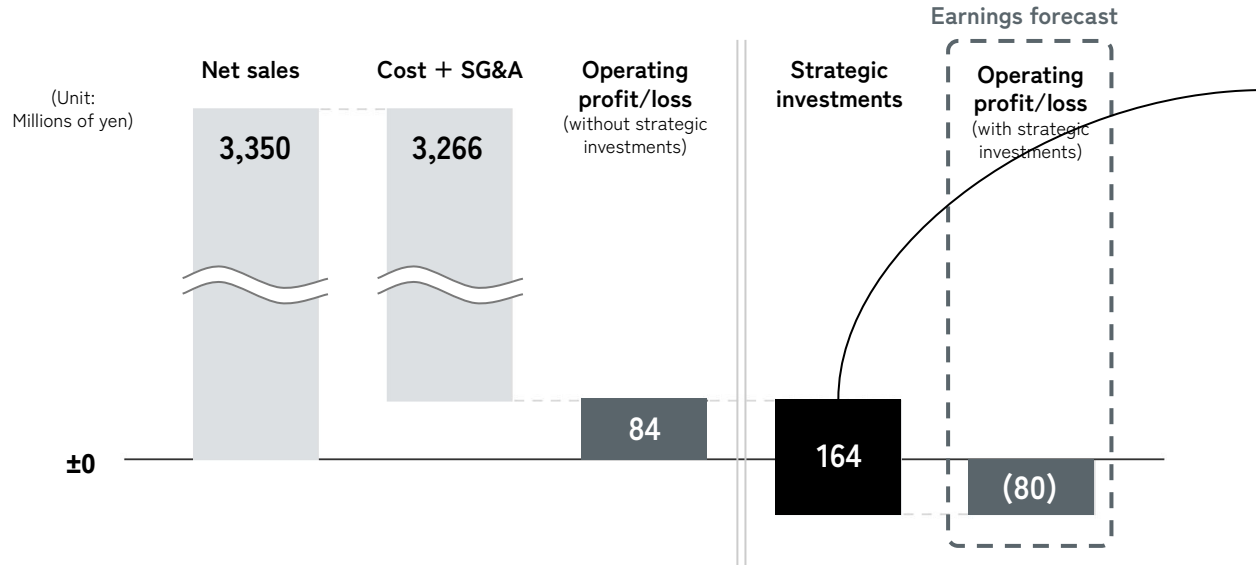 Earnings forecast
(Unit:
Millions of yen)
Net sales
3,350
Cost + SG&A
3,266
Operating
profit/loss
(without strategic
investments)
84
Strategic
investments
164
Operating
profit/loss
(with strategic
investments)
(80)
±0